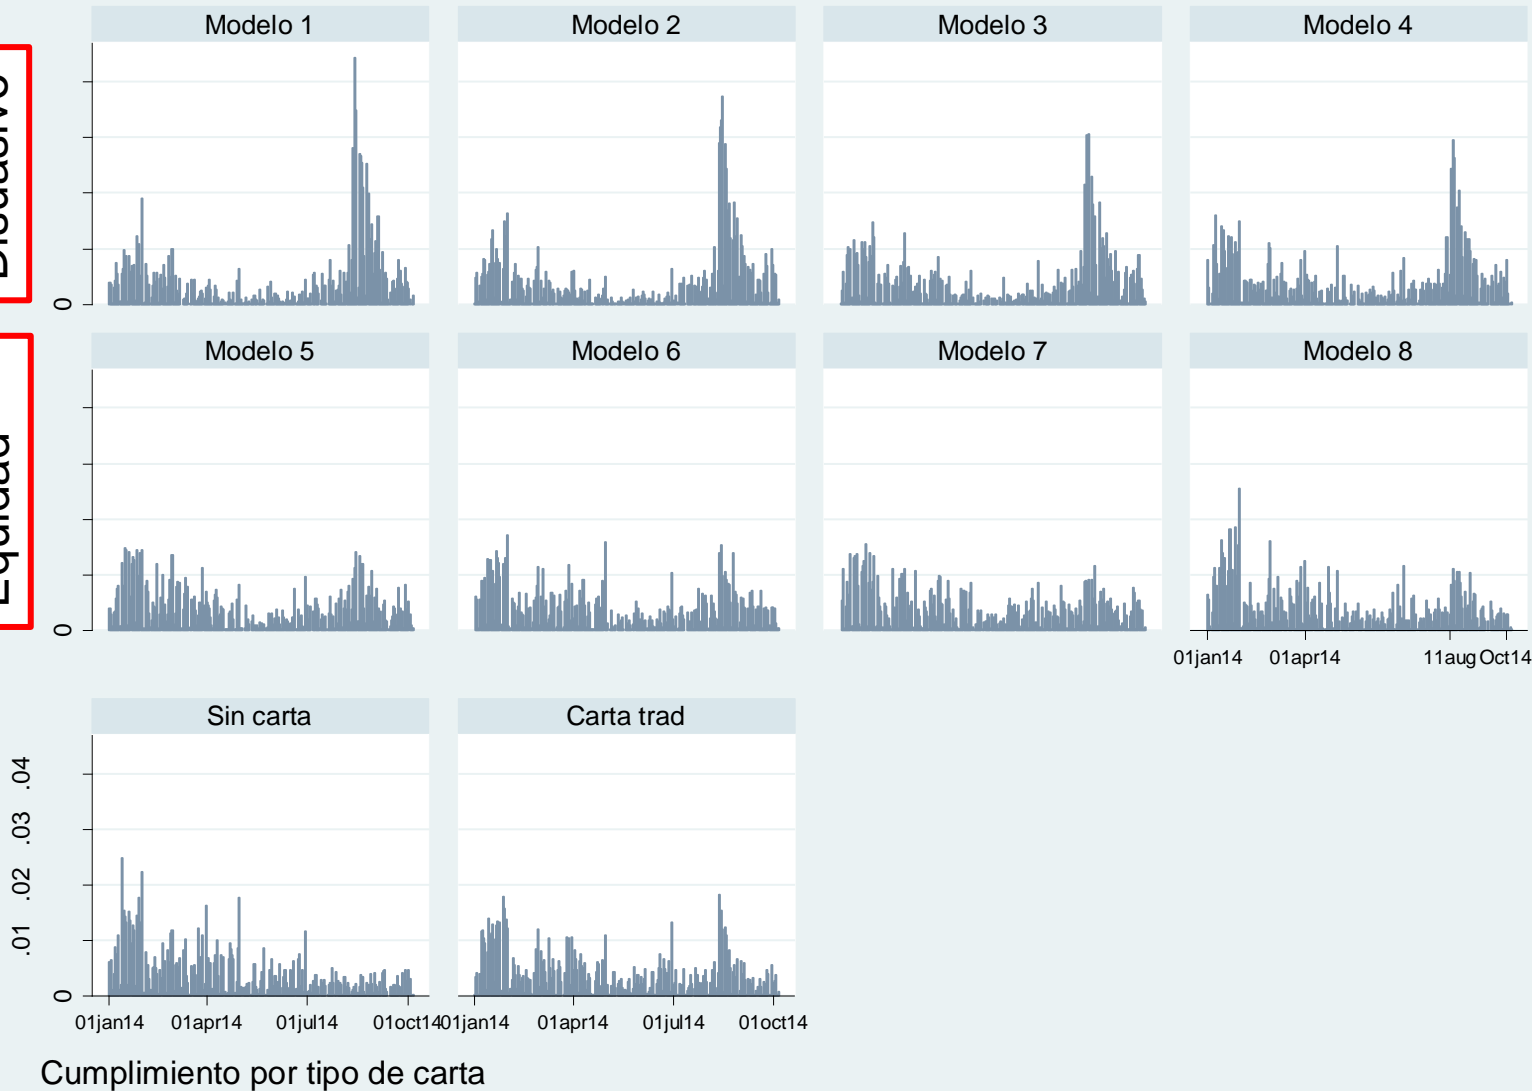 Modelo 1 Modelo 2 Modelo 3 Modelo 4
Disuasivo
0
Modelo 5 Modelo 6 Modelo 7 Modelo 8
Equidad
0
01jan14 01apr14 11aug Oct14
Sin carta Carta trad
.04
.03
.02
.01
0
01jan14 01apr14 01jul14 01oct14 01jan14 01apr14 01jul14 01oct14
Cumplimiento por tipo de carta